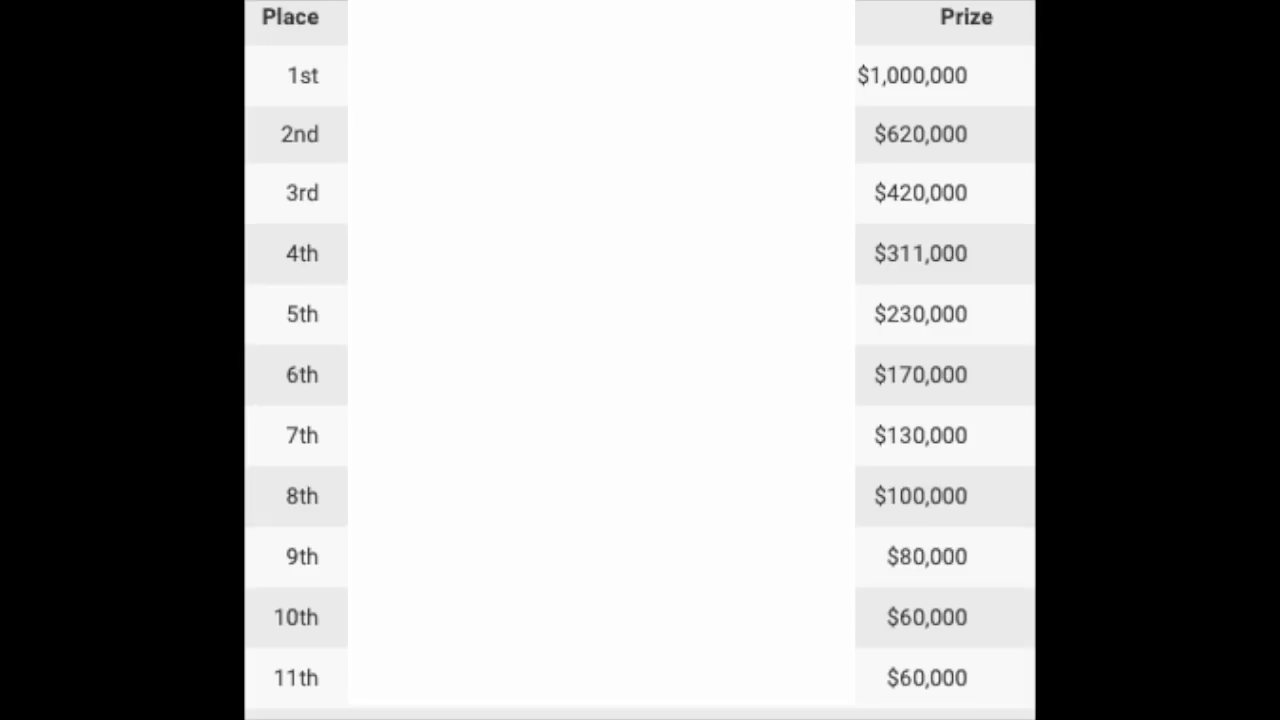 Place Prize
1st $1,000,000
2nd $620,000
3rd $420,000
4th $311,000
5th $230,000
6th $170,000
7th $130,000
8th $100,000
9th $80,000
10th $60,000
11th $60,000